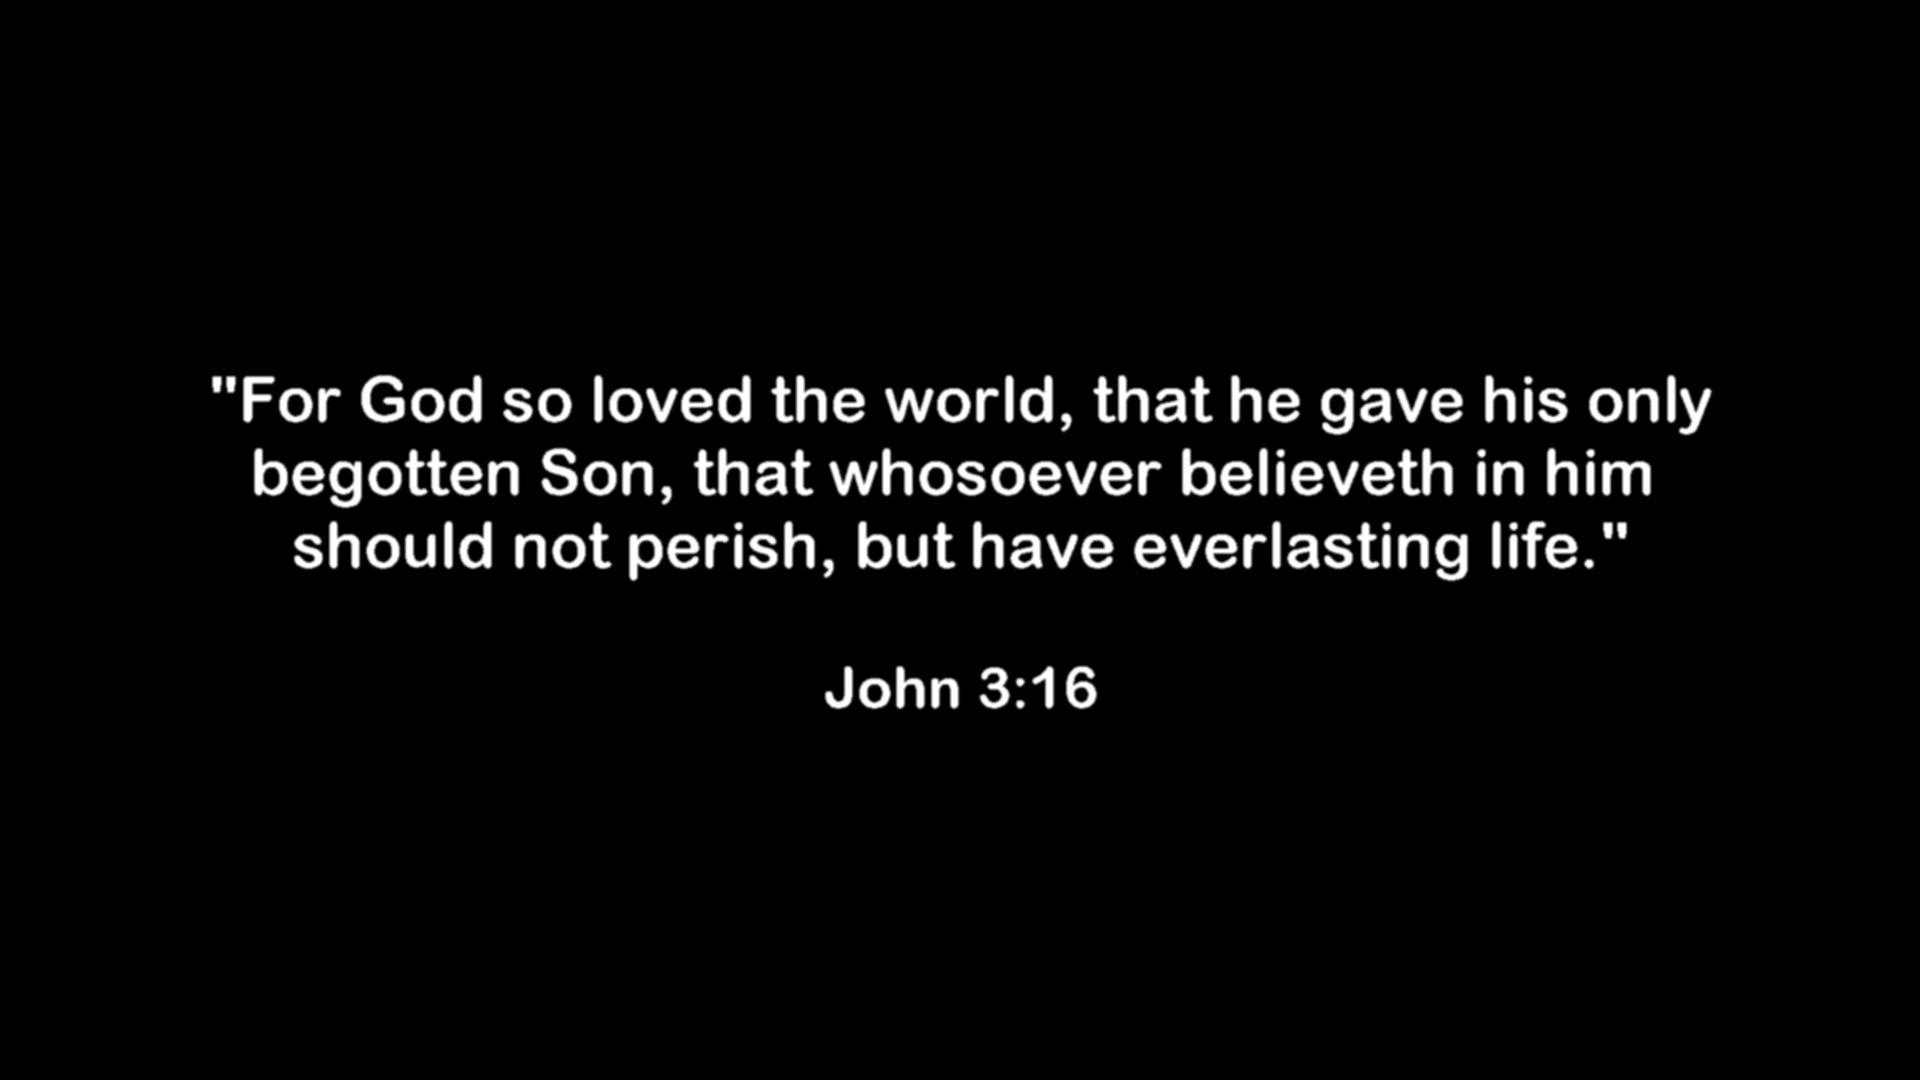 "For God so loved the world, that he gave his only
begotten Son, that whosoever believeth in him
should not perish, but have everlasting life."
John 3:16